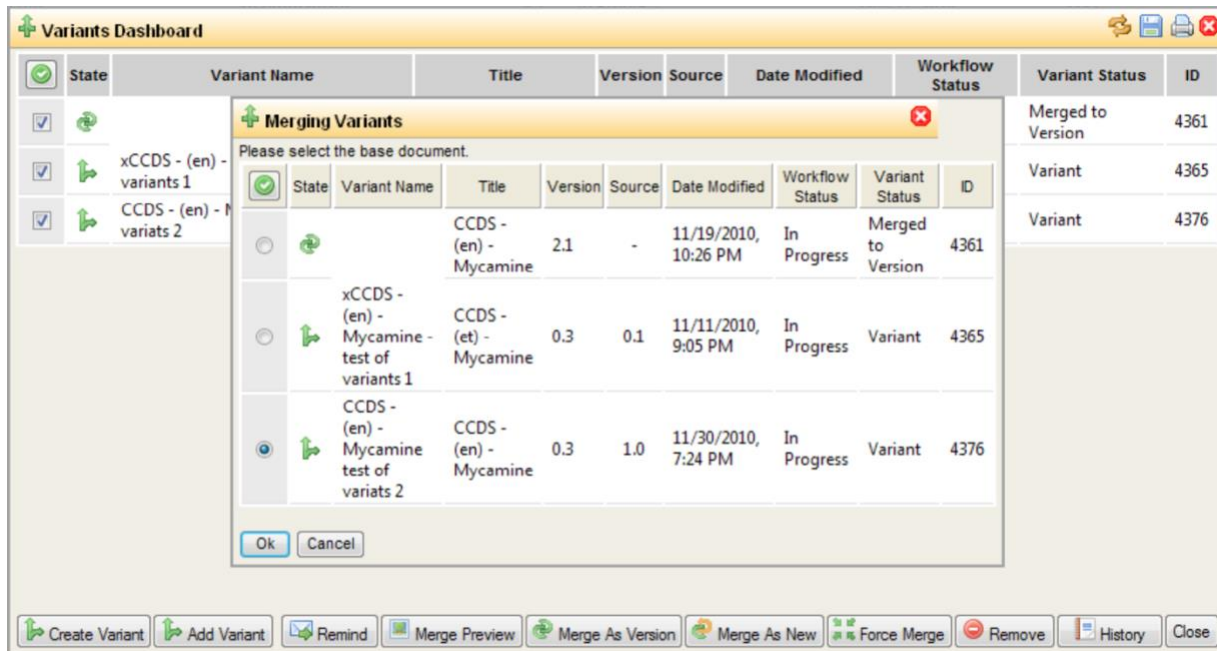 Variants Dashboard
State Variant Name Title Version Source Date Modified Workflow Status Variant Status ID
Merged to Version 4361
xCCDS - (en) -
variants 1 Variant 4365
CCDS - (en) -
variats 2 Variant 4376
Merging Variants
Please select the base document.
State Variant Name Title Version Source Date Modified Workflow Status Variant Status ID
CCDS -
(en) -
Mycamine
2.1 - 11/19/2010,
10:26 PM
In
Progress
Merged
to
Version
4361
xCCDS -
(en) -
Mycamine -
test of
variants 1
CCDS -
(et) -
Mycamine
0.3 0.1 11/11/2010,
9:05 PM
In
Progress
Variant 4365
CCDS -
(en) -
Mycamine
test of
variats 2
CCDS -
(en) -
Mycamine
0.3 1.0 11/30/2010,
7:24 PM
In
Progress
Variant 4376
Ok Cancel
Create Variant Add Variant Remind Merge Preview Merge As Version Merge As New Force Merge Remove History Close